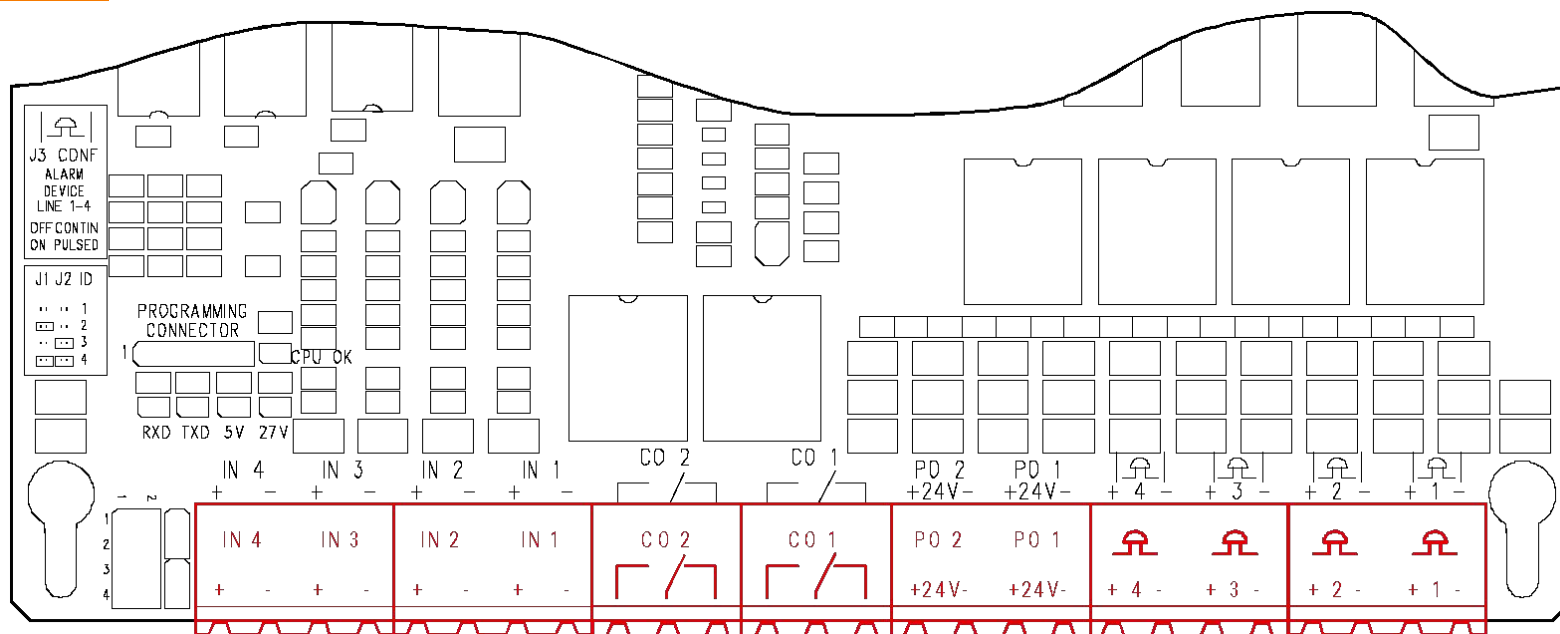 J3 CONF
ALARM
DEVICE
LINE 1-4
OFF CONTIN
ON PULSED
J1 J2 ID
1
2
3
4
PROGRAMMING
CONNECTOR
1
CPU OK
RXD TXD 5V 27V
IN 4 IN 3 IN 2 IN 1 CO 2 CO 1 PO 2 PO 1
+ - + - + - + - +24V- +24V- + 4 - + 3 - + 2 - + 1 -
1 2
1
2
3
4
IN 4 IN 3 IN 2 IN 1 CO 2 CO 1 PO 2 PO 1
+ - + - + - + - +24V- +24V- + 4 - + 3 - + 2 - + 1 -